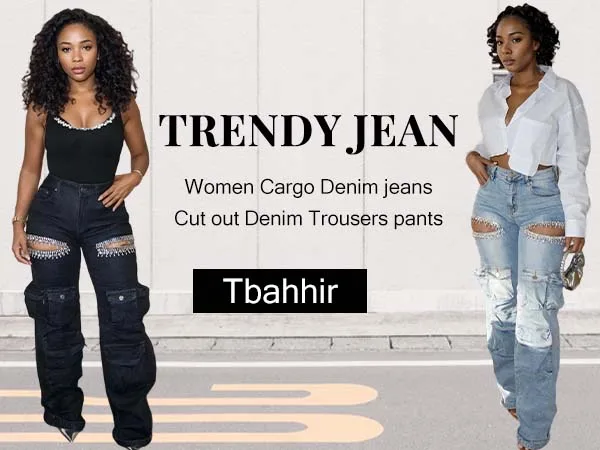 TRENDY JEAN
Women Cargo Denim jeans
Cut out Denim Trousers pants
Tbahhir